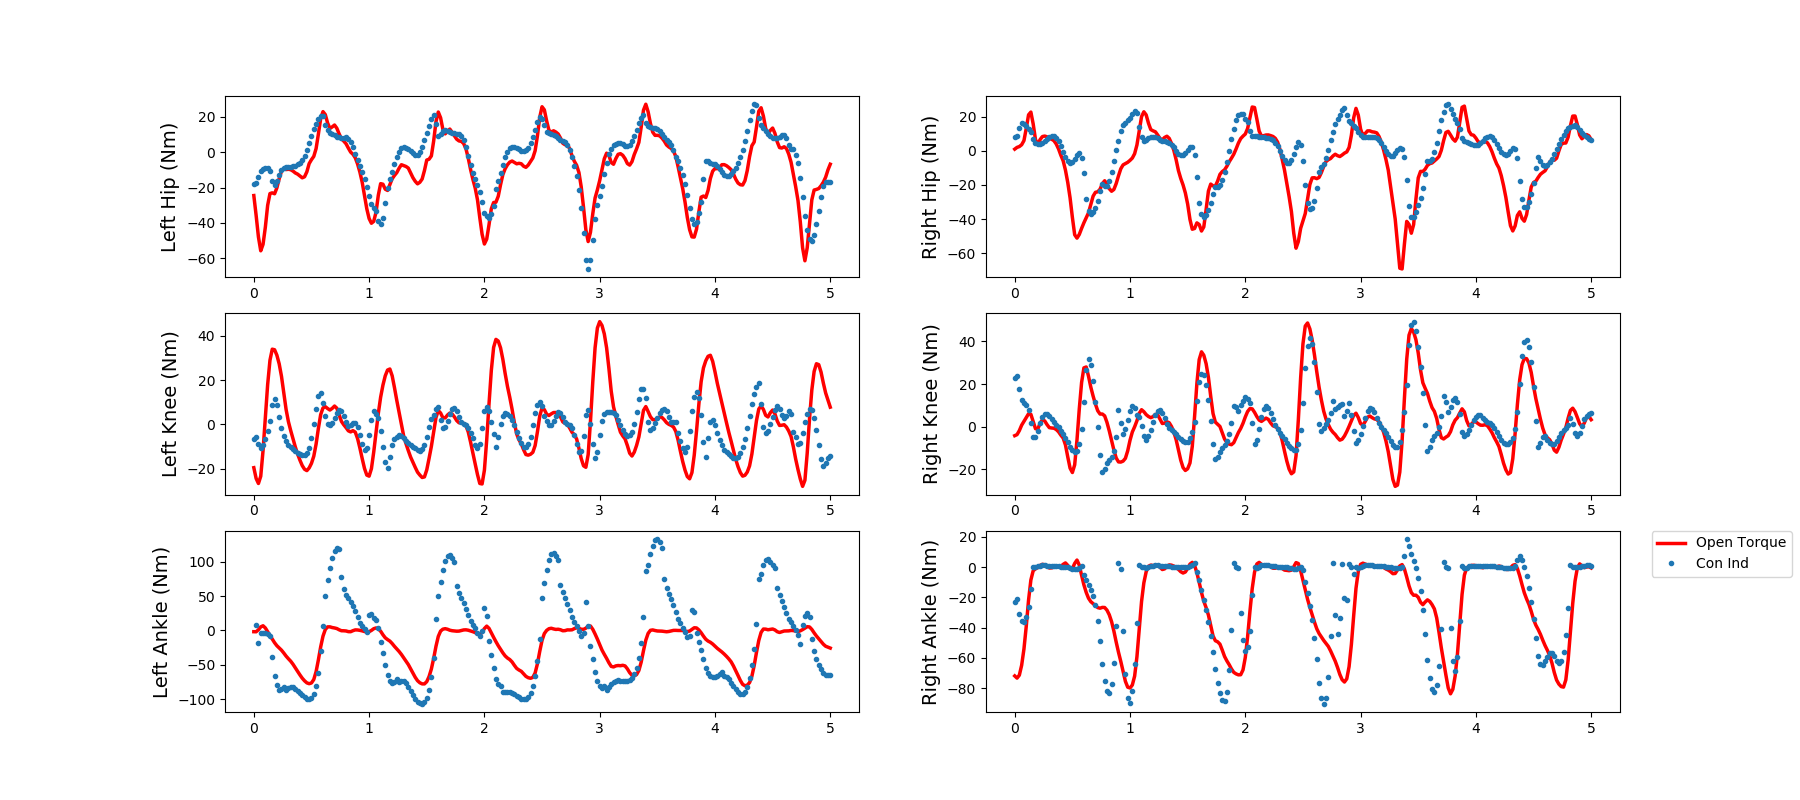 Left Hip (Nm)
20
0
−20
−40
−60
0 1 2 3 4 5
Right Hip (Nm)
20
0
−20
−40
−60
0 1 2 3 4 5
Left Knee (Nm)
40
20
0
−20
0 1 2 3 4 5
Right Knee (Nm)
40
20
0
−20
0 1 2 3 4 5
Left Ankle (Nm)
100
50
0
−50
−100
0 1 2 3 4 5
Right Ankle (Nm)
20
0
−20
−40
−60
−80
0 1 2 3 4 5
Open Torque
Con Ind